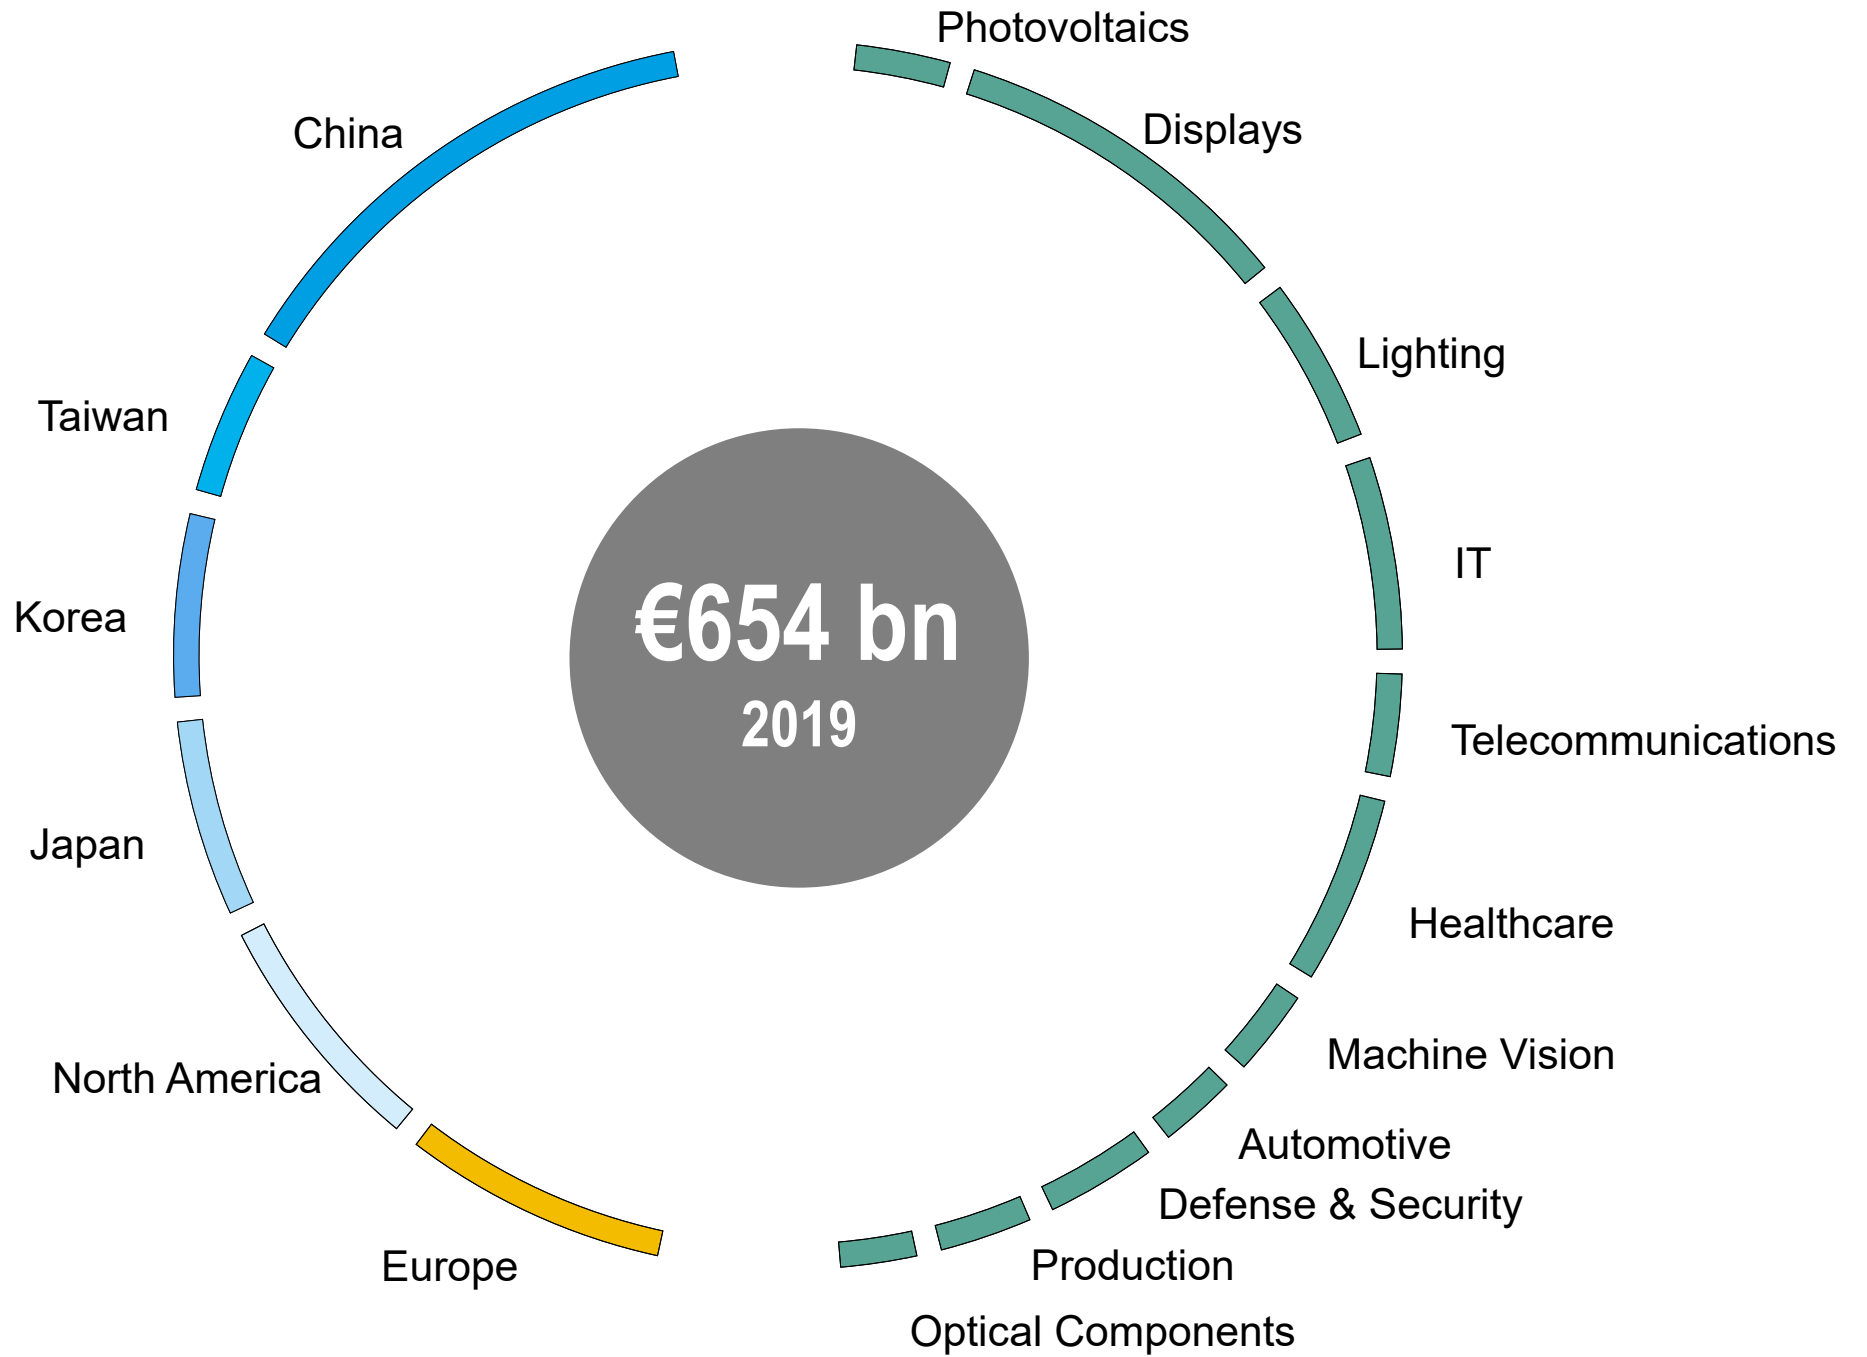 Photovoltaics
China
Displays
Lighting
Taiwan
IT
Korea
€654 bn
2019
Telecommunications
Japan
Healthcare
Machine Vision
North America
Automotive
Defense & Security
Europe
Production
Optical Components